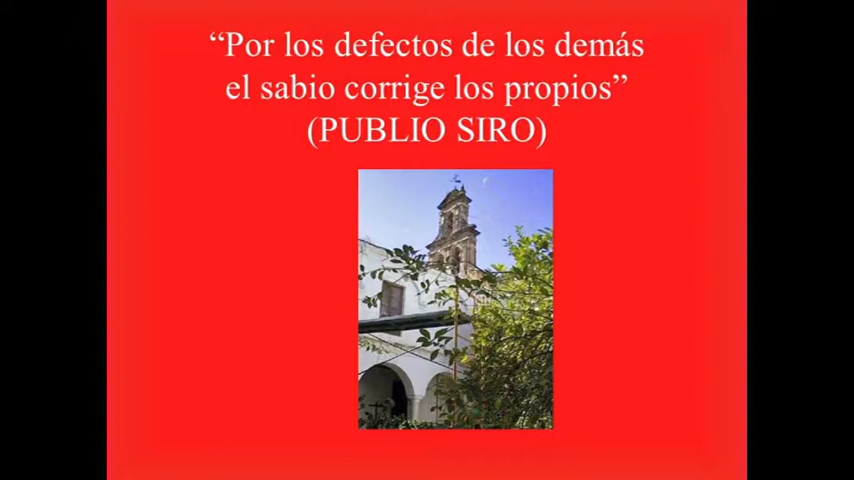 “Por los defectos de los demás
el sabio corrige los propios”
(PUBLIO SIRO)